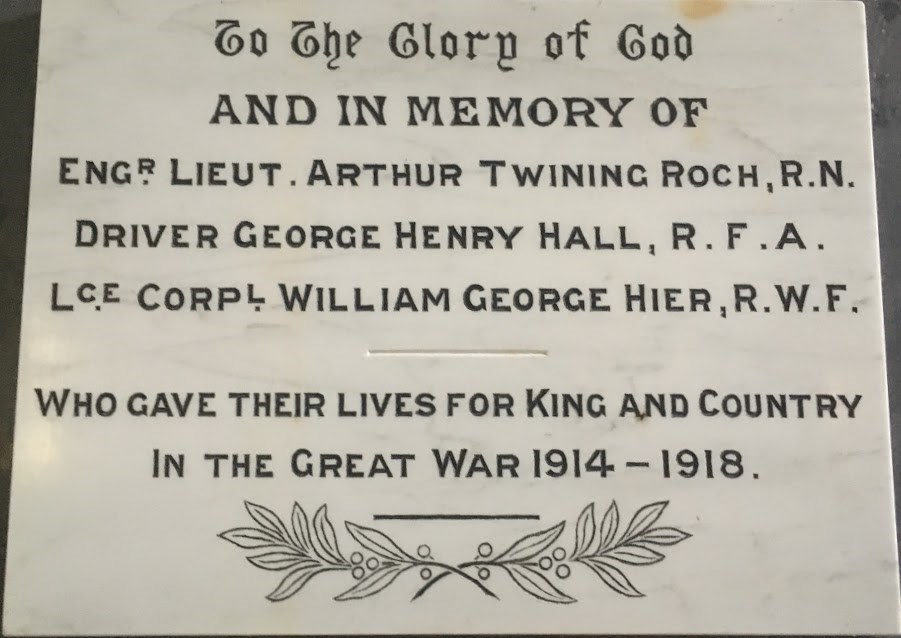 To The Glory of God
AND IN MEMORY OF
ENGR. LIEUT. ARTHUR TWINING ROCH, R.N.
DRIVER GEORGE HENRY HALL, R.F.A.
LCE. CORPL. WILLIAM GEORGE HIER, R.W.F.
WHO GAVE THEIR LIVES FOR KING AND COUNTRY
IN THE GREAT WAR 1914 – 1918.